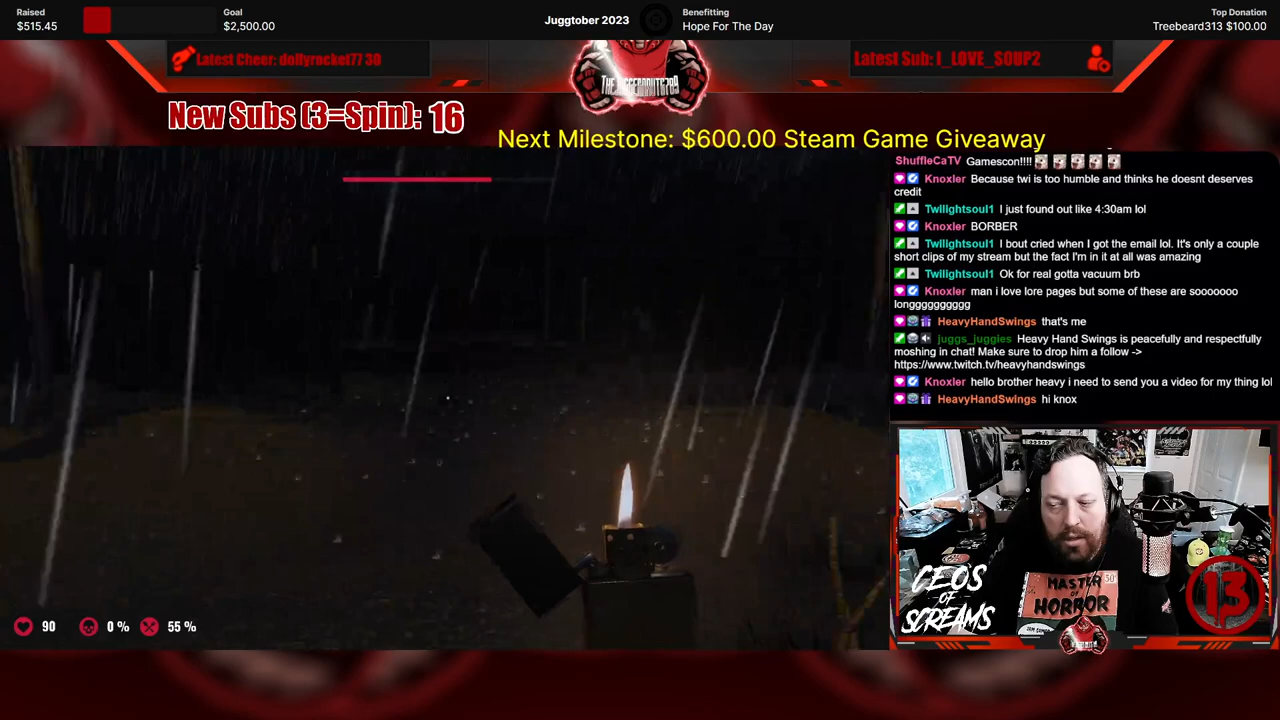 Raised
$515.45
Goal
$2,500.00
Juggtober 2023
Benefitting
Hope For The Day
Top Donation
Treebeard313 $100.00
Latest Cheer: dollyrocket77 30
THEJUGGERNAUT6789
Latest Sub: I_LOVE_SOUP2
New Subs (3=Spin): 16
Next Milestone: $600.00 Steam Game Giveaway
ShuffleCaTV Gamescon!!!!
Knoxler Because twi is too humble and thinks he doesnt deserves
credit
Twilightsoul1 I just found out like 4:30am lol
Knoxler BORBER
Twilightsoul1 I bout cried when I got the email lol. It's only a couple
short clips of my stream but the fact I'm in it at all was amazing
Twilightsoul1 Ok for real gotta vacuum brb
Knoxler man i love lore pages but some of these are sooooooo
longgggggggggg
HeavyHandSwings that's me
juggs_juggies Heavy Hand Swings is peacefully and respectfully
moshing in chat! Make sure to drop him a follow ->
https://www.twitch.tv/heavyhandswings
Knoxler hello brother heavy i need to send you a video for my thing lol
HeavyHandSwings hi knox
CEOS
OF
SCREAMS
MASTER
OF
HORROR
13
90
0 %
55 %